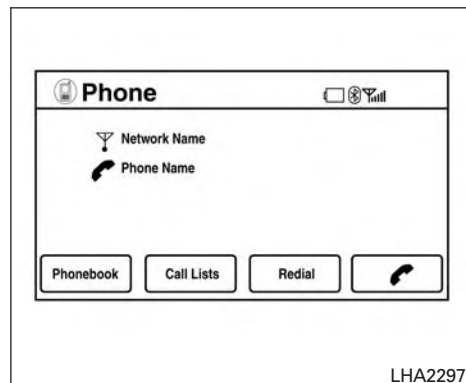 Phone
Network Name
Phone Name
Phonebook Call Lists Redial
LHA2297